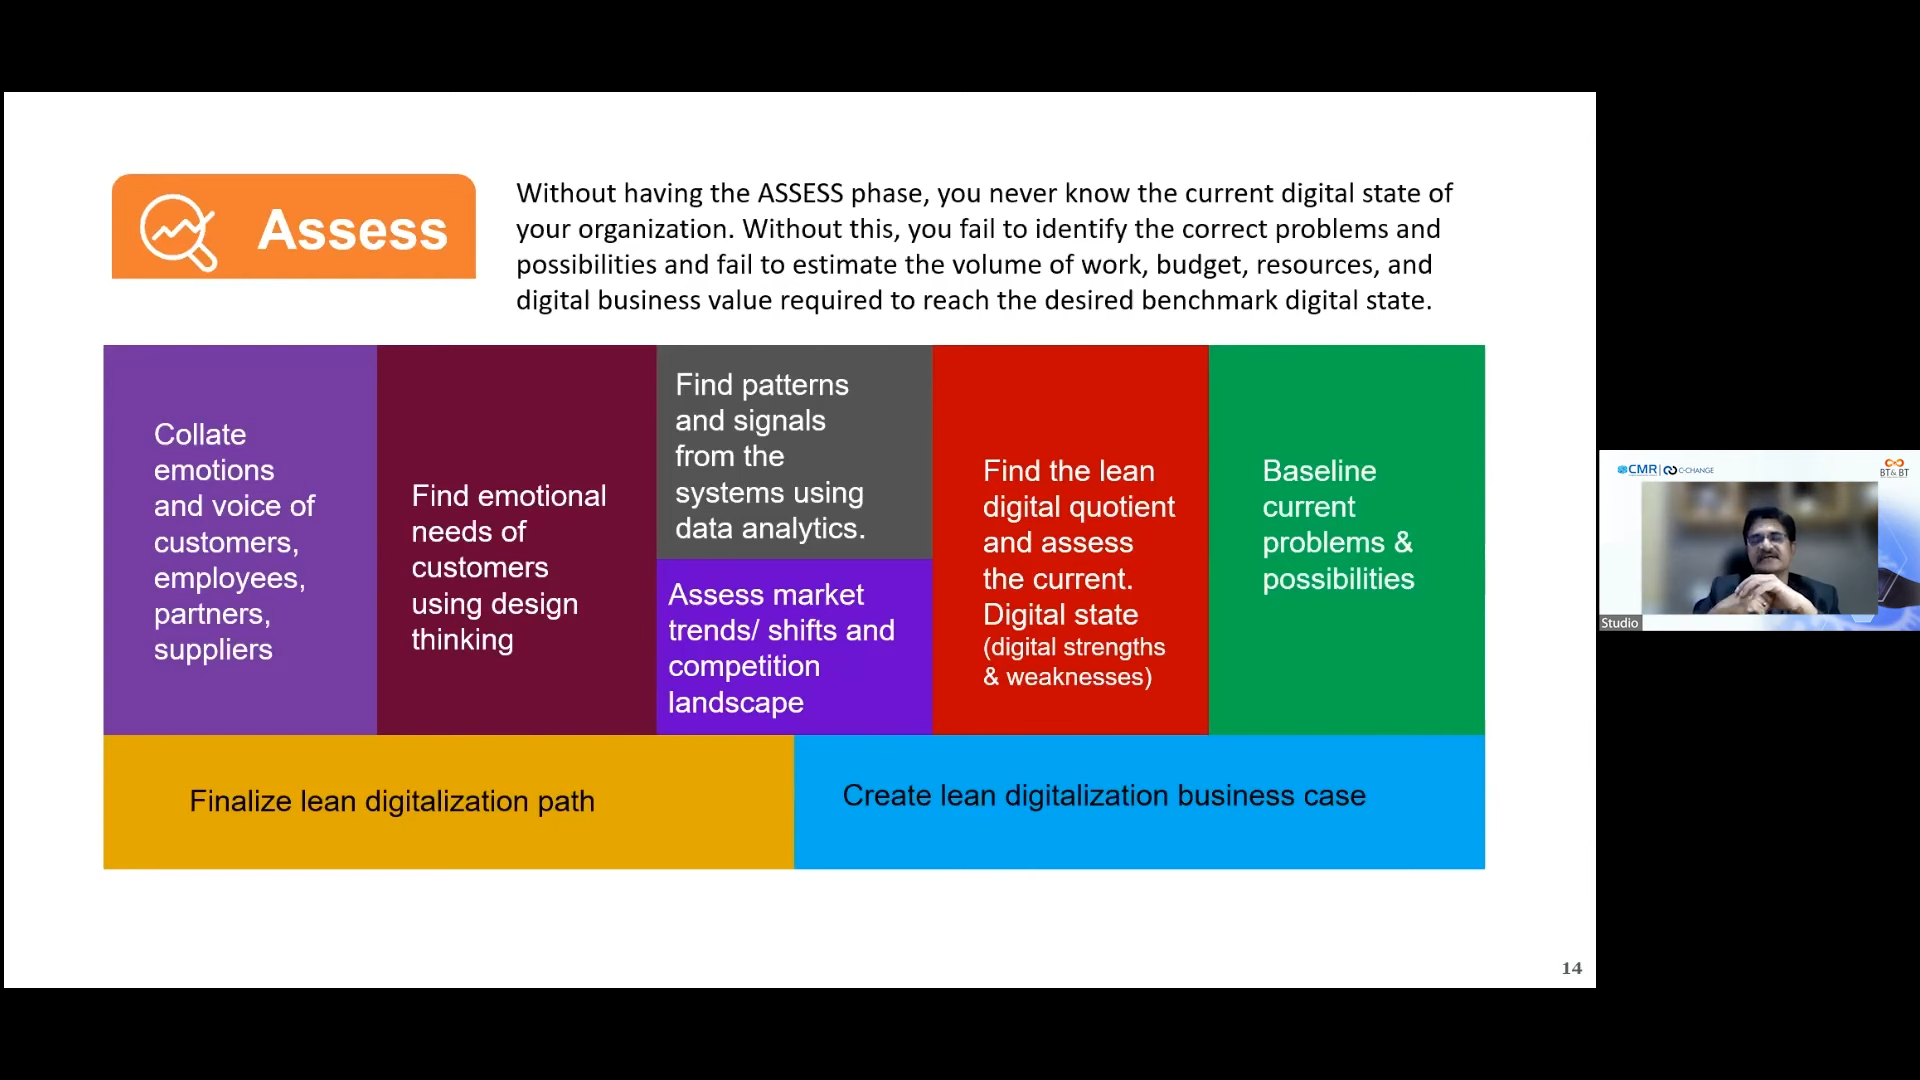 Assess
Without having the ASSESS phase, you never know the current digital state of
your organization. Without this, you fail to identify the correct problems and
possibilities and fail to estimate the volume of work, budget, resources, and
digital business value required to reach the desired benchmark digital state.
Collate
emotions
and voice of
customers,
employees,
partners,
suppliers
Find emotional
needs of
customers
using design
thinking
Find patterns
and signals
from the
systems using
data analytics.
Assess market
trends/ shifts and
competition
landscape
Find the lean
digital quotient
and assess
the current.
Digital state
(digital strengths
& weaknesses)
Baseline
current
problems &
possibilities
Finalize lean digitalization path
Create lean digitalization business case
14
CMR
C-CHANGE
BT&BT
Studio